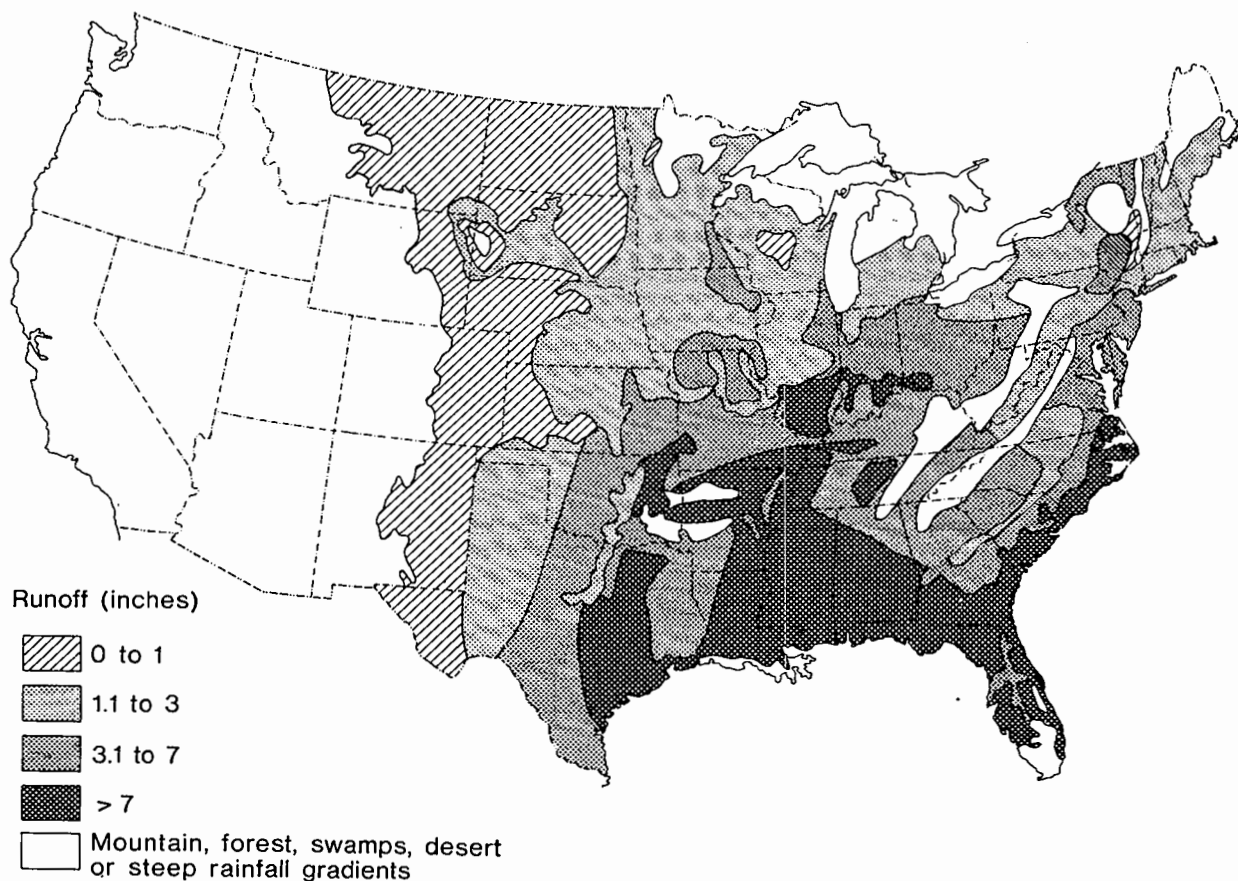 Runoff (inches)
0 to 1
1.1 to 3
3.1 to 7
> 7
Mountain, forest, swamps, desert
or steep rainfall gradients